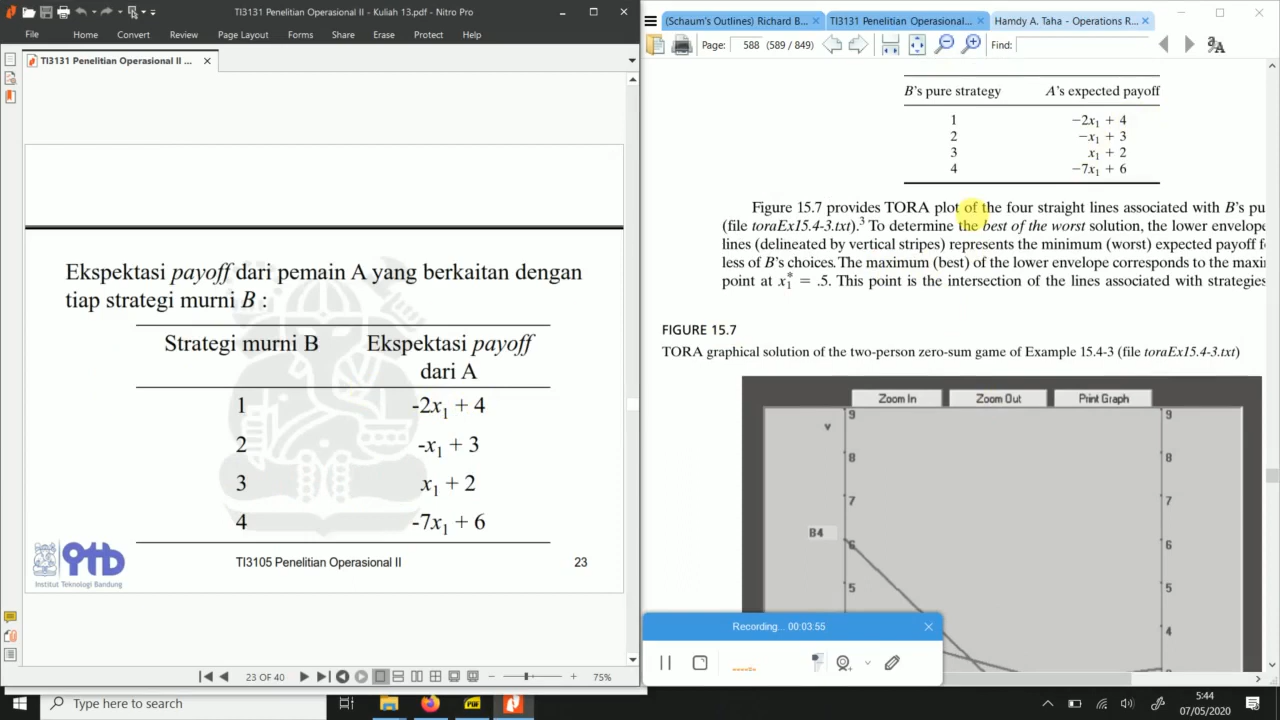 TI3131 Penelitian Operasional II - Kuliah 13.pdf - Nitro Pro
File Home Convert Review Page Layout Forms Share Erase Protect Help
TI3131 Penelitian Operasional II ...
Ekspektasi payoff dari pemain A yang berkaitan dengan
tiap strategi murni B :
Strategi murni B Ekspektasi payoff
dari A
1 -2x1 + 4
2 -x1 + 3
3 x1 + 2
4 -7x1 + 6
Institut Teknologi Bandung
TI3105 Penelitian Operasional II 23
23 OF 40 75%
(Schaum's Outlines) Richard B... TI3131 Penelitian Operasional... Hamdy A. Taha - Operations R...
Page: 588 (589 / 849) Find:
B's pure strategy A's expected payoff
1 −2x1 + 4
2 −x1 + 3
3 x1 + 2
4 −7x1 + 6
Figure 15.7 provides TORA plot of the four straight lines associated with B's pu
(file toraEx15.4-3.txt).3 To determine the best of the worst solution, the lower envelope
lines (delineated by vertical stripes) represents the minimum (worst) expected payoff f
less of B's choices. The maximum (best) of the lower envelope corresponds to the maxi
point at x1* = .5. This point is the intersection of the lines associated with strategies
FIGURE 15.7
TORA graphical solution of the two-person zero-sum game of Example 15.4-3 (file toraEx15.4-3.txt)
Zoom In Zoom Out Print Graph
9 9
v
8 8
7 7
B4
6 6
5 5
4
Recording... 00:03:55
Type here to search
5:44
07/05/2020